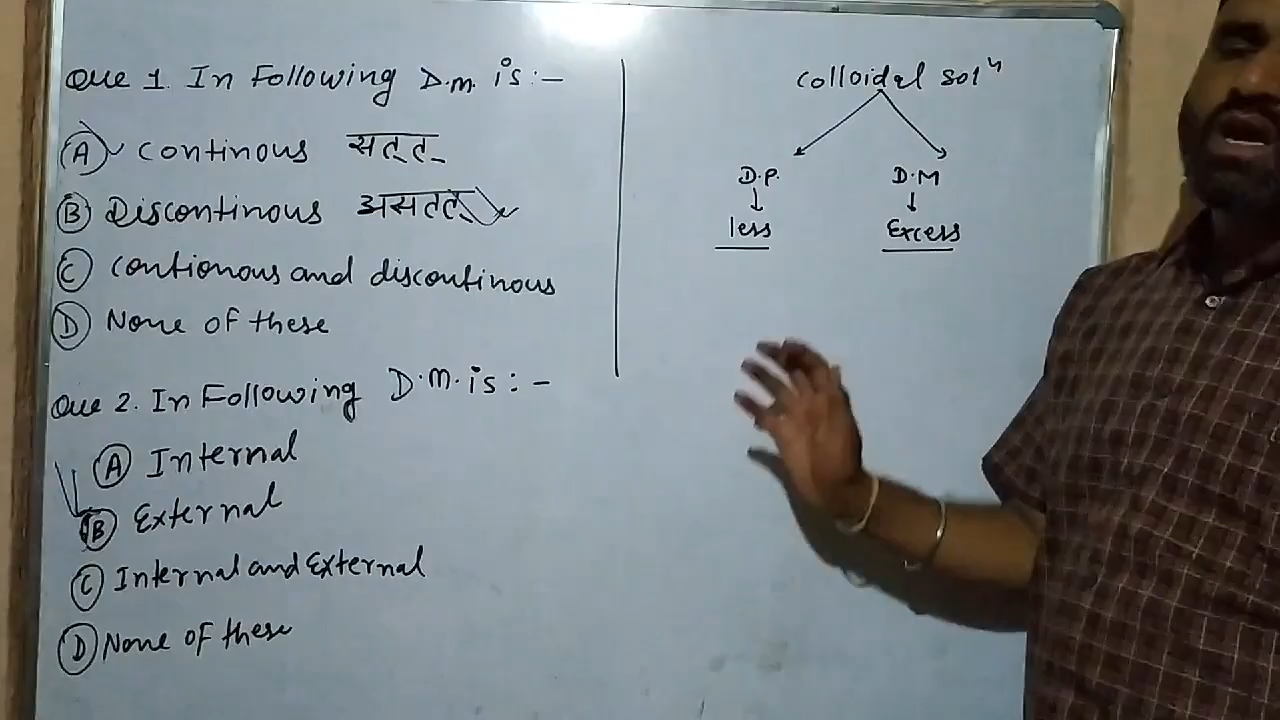 Que 1. In Following D.m. is:-
(A) continous सतत
(B) Discontinous असतत
(C) contionous and discontinous
(D) None of these
Que 2. In Following D.M. is:-
(A) Internal
(B) External
(C) Internal and External
(D) None of these
colloidal solⁿ
D.P. D.M
less Excess